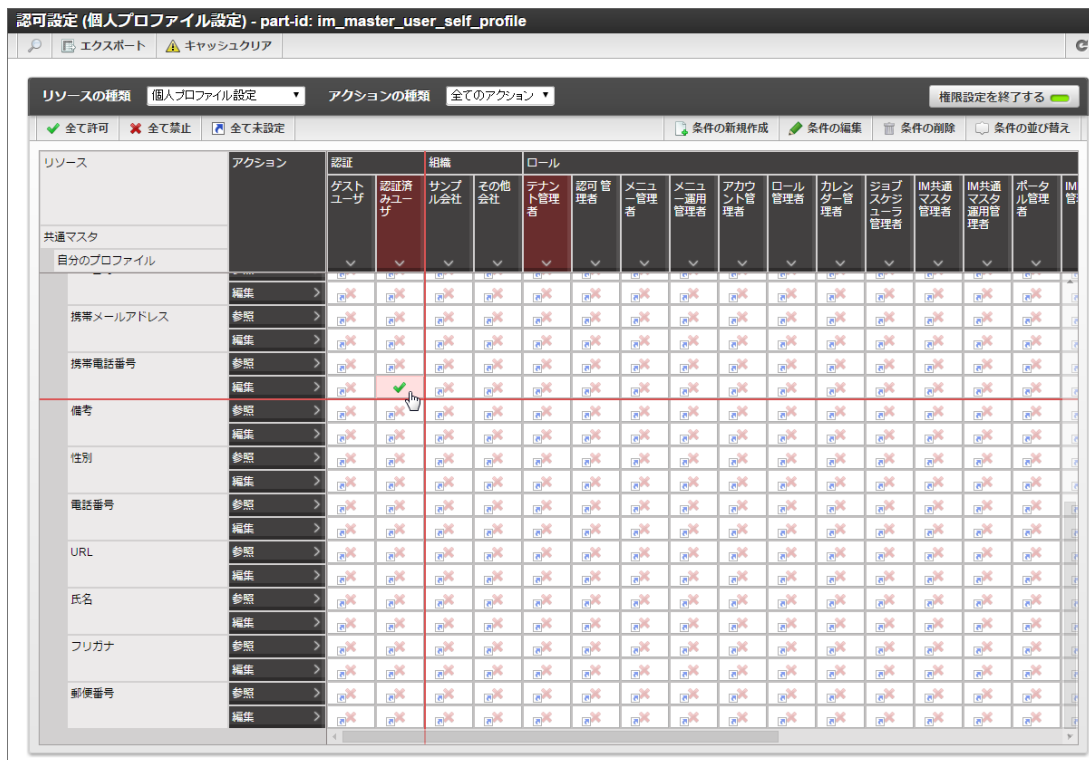 認可設定 (個人プロファイル設定) - part-id: im_master_user_self_profile
エクスポート キャッシュクリア
リソースの種類 個人プロファイル設定 アクションの種類 全てのアクション 権限設定を終了する
全て許可 全て禁止 全て未設定 条件の新規作成 条件の編集 条件の削除 条件の並び替え
リソース アクション 認証 組織 ロール
ゲストユーザ 認証済みユーザ サンプル会社 その他会社 テナント管理者 認可 管理者 メニュー管理者 メニュー運用管理者 アカウント管理者 ロール管理者 カレンダー管理者 ジョブスケジューラ管理者 IM共通マスタ管理者 IM共通マスタ運用管理者 ポータル管理者 IM
共通マスタ
自分のプロファイル
編集
携帯メールアドレス 参照
編集
携帯電話番号 参照
編集
備考 参照
編集
性別 参照
編集
電話番号 参照
編集
URL 参照
編集
氏名 参照
編集
フリガナ 参照
編集
郵便番号 参照
編集